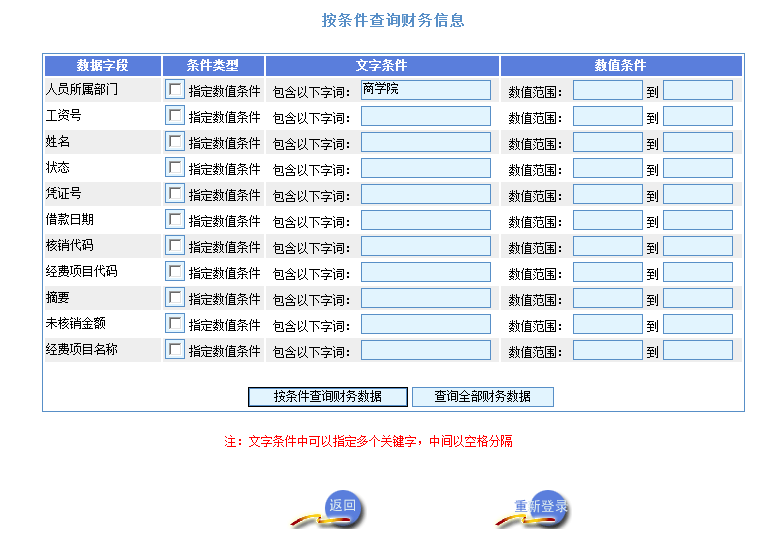 按条件查询财务信息
数据字段 条件类型 文字条件 数值条件
人员所属部门 指定数值条件 包含以下字词： 商学院 数值范围： 到
工资号 指定数值条件 包含以下字词： 数值范围： 到
姓名 指定数值条件 包含以下字词： 数值范围： 到
状态 指定数值条件 包含以下字词： 数值范围： 到
凭证号 指定数值条件 包含以下字词： 数值范围： 到
借款日期 指定数值条件 包含以下字词： 数值范围： 到
核销代码 指定数值条件 包含以下字词： 数值范围： 到
经费项目代码 指定数值条件 包含以下字词： 数值范围： 到
摘要 指定数值条件 包含以下字词： 数值范围： 到
未核销金额 指定数值条件 包含以下字词： 数值范围： 到
经费项目名称 指定数值条件 包含以下字词： 数值范围： 到
按条件查询财务数据 查询全部财务数据
注：文字条件中可以指定多个关键字，中间以空格分隔
返回 重新登录